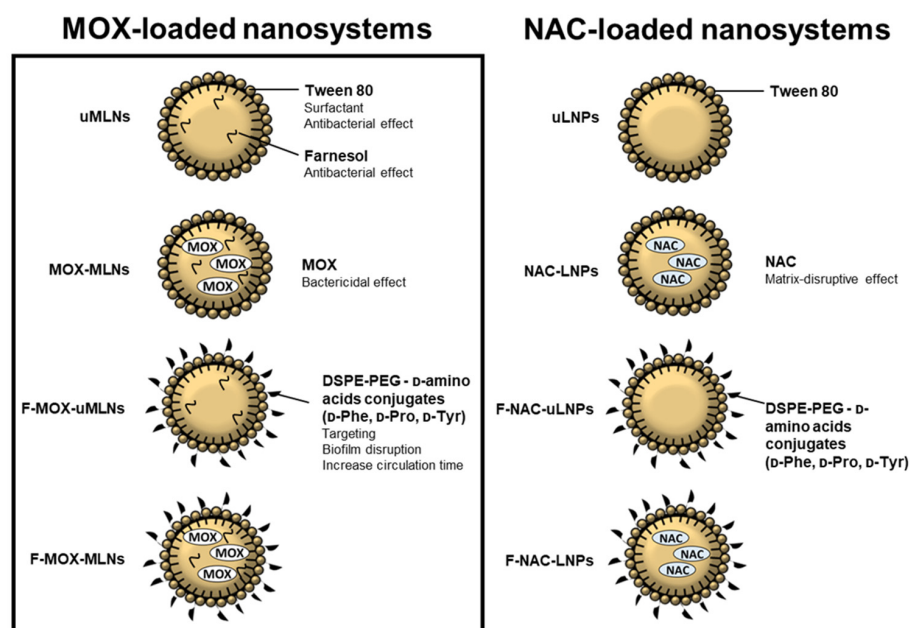 MOX-loaded nanosystems
uMLNs
Tween 80
Surfactant
Antibacterial effect
Farnesol
Antibacterial effect
MOX-MLNs
MOX
MOX
MOX
MOX
Bactericidal effect
F-MOX-uMLNs
DSPE-PEG - ᴅ-amino
acids conjugates
(ᴅ-Phe, ᴅ-Pro, ᴅ-Tyr)
Targeting
Biofilm disruption
Increase circulation time
F-MOX-MLNs
MOX
MOX
MOX
NAC-loaded nanosystems
uLNPs
Tween 80
NAC-LNPs
NAC
NAC
NAC
NAC
Matrix-disruptive effect
F-NAC-uLNPs
DSPE-PEG - ᴅ-
amino acids
conjugates
(ᴅ-Phe, ᴅ-Pro, ᴅ-Tyr)
F-NAC-LNPs
NAC
NAC
NAC